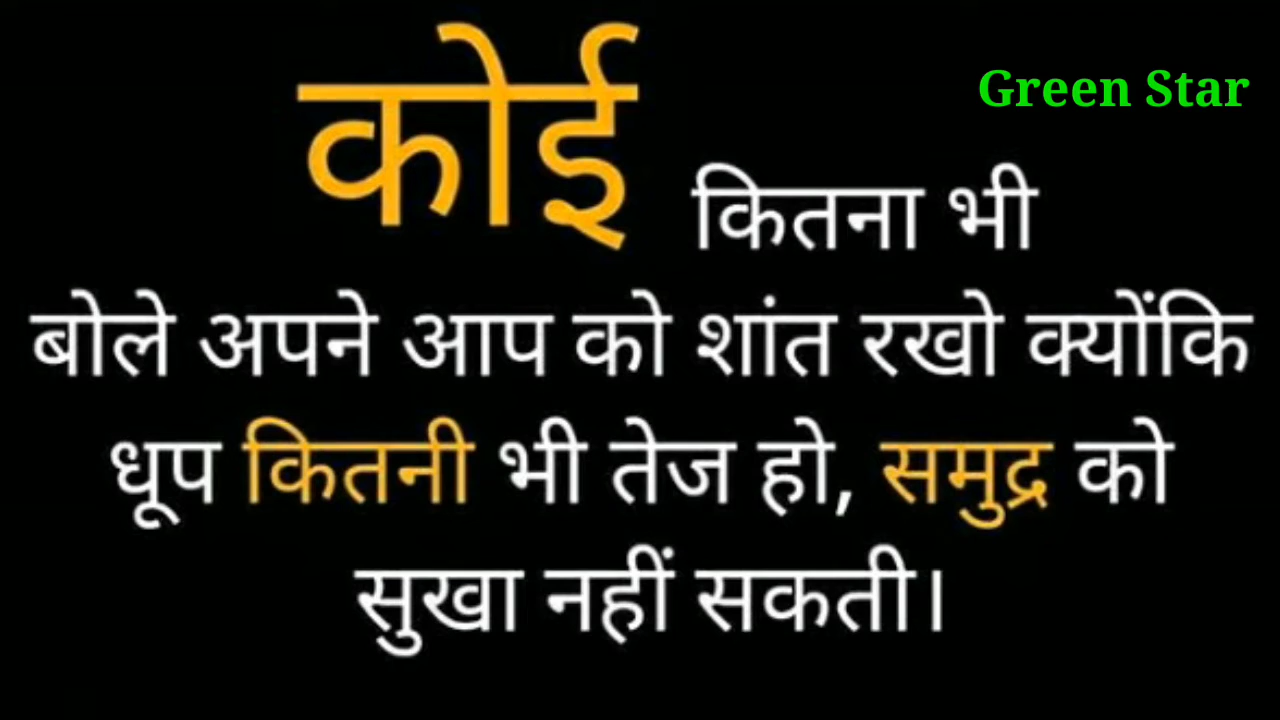 Green Star
कोई कितना भी
बोले अपने आप को शांत रखो क्योंकि
धूप कितनी भी तेज हो, समुद्र को
सुखा नहीं सकती।